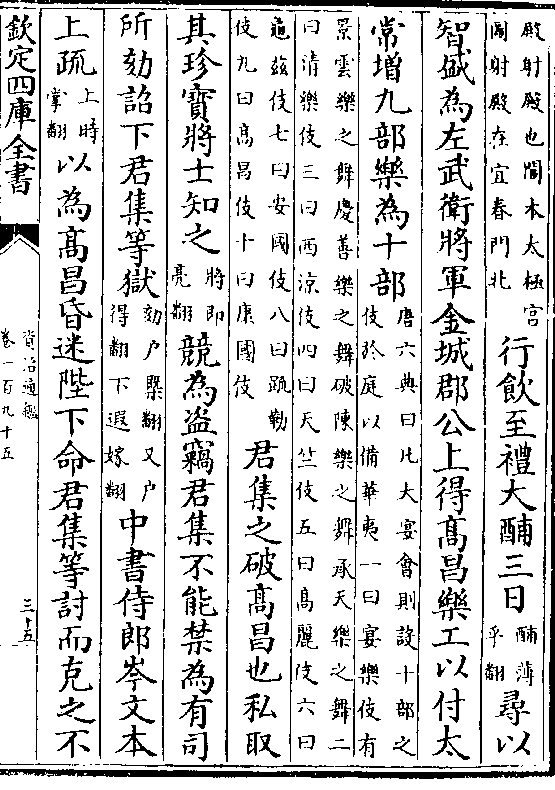 殿射殿也閣本太極宮
圖射殿在宜春門北
行飲至禮大酺三日
酺薄
乎翻
尋以
智盛為左武衛將軍金城郡公上得髙昌樂工以付太
常增九部樂為十部
唐六典曰凡大宴會則設十部之
伎於庭以備華夷一曰宴樂伎有
景雲樂之舞慶善樂之舞破陳樂之舞承天樂之舞二
曰清樂伎三曰西涼伎四曰天竺伎五曰髙麗伎六曰
龜兹伎七曰安國伎八曰疏勒
伎九曰髙昌伎十曰康國伎
君集之破髙昌也私取
其珍寶將士知之
將即
亮翻
競為盜竊君集不能禁為有司
所劾詔下君集等獄
劾户槩翻又户
得翻下遐嫁翻
中書侍郎岑文本
上疏
上時
掌翻
以為髙昌昏迷陛下命君集等討而克之不
欽定四庫全書
資治通鑑
卷一百九十五
三十五